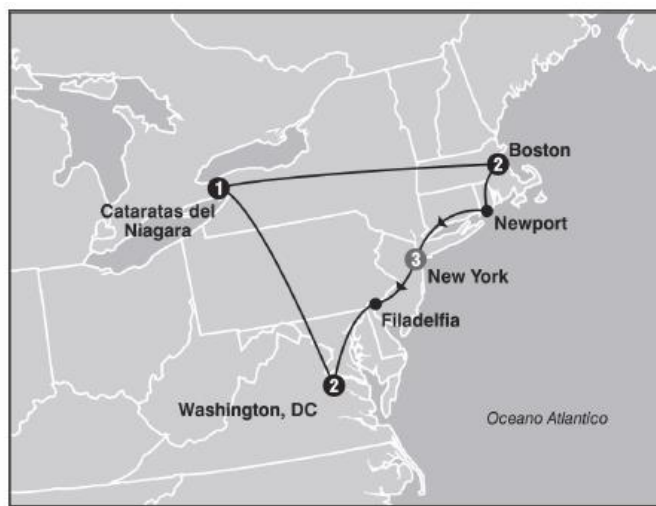 Boston
2
1
Cataratas del
Niagara
Newport
3
New York
Filadelfia
2
Washington, DC
Oceano Atlantico